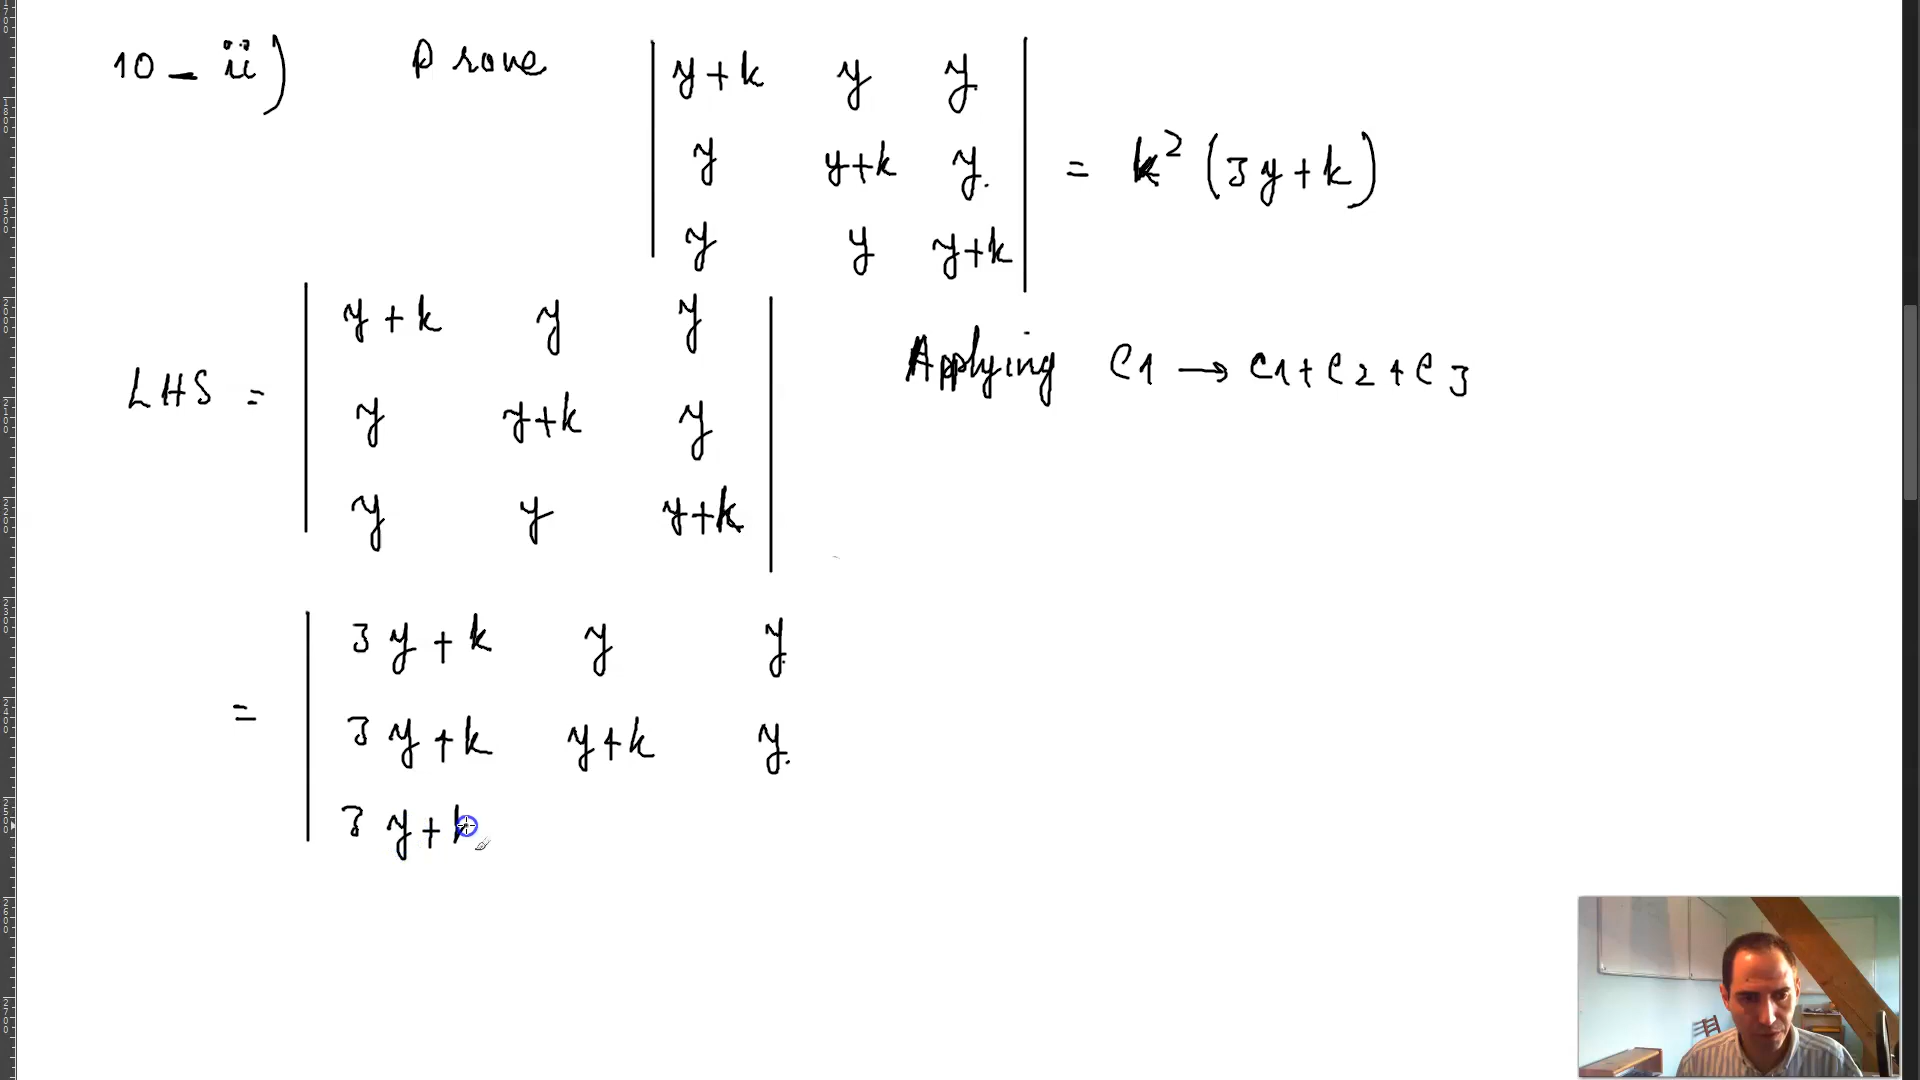 10 - ii) Prove | y+k y y |
| y y+k y | = k² (3y+k)
| y y y+k |
| y+k y y | Applying C1 → C1+C2+C3
LHS = | y y+k y |
| y y y+k |
| 3y+k y y
= | 3y+k y+k y
| 3y+k